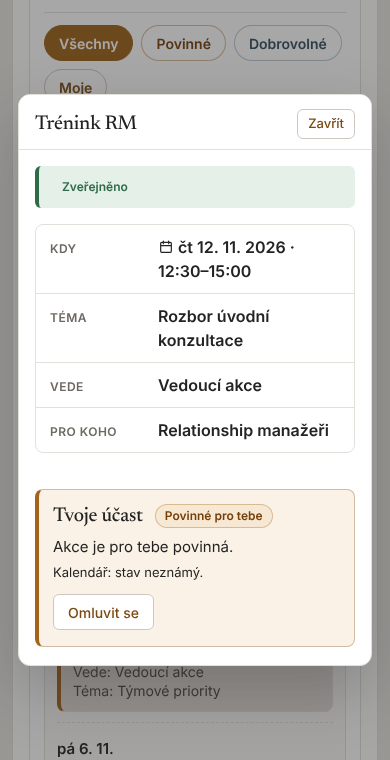 Všechny
Povinné
Dobrovolné
Moje
Trénink RM
Zavřít
Zveřejněno
KDY
čt 12. 11. 2026 ·
12:30–15:00
TÉMA
Rozbor úvodní
konzultace
VEDE
Vedoucí akce
PRO KOHO
Relationship manažeři
Tvoje účast
Povinné pro tebe
Akce je pro tebe povinná.
Kalendář: stav neznámý.
Omluvit se
Vede: Vedoucí akce
Téma: Týmové priority
pá 6. 11.